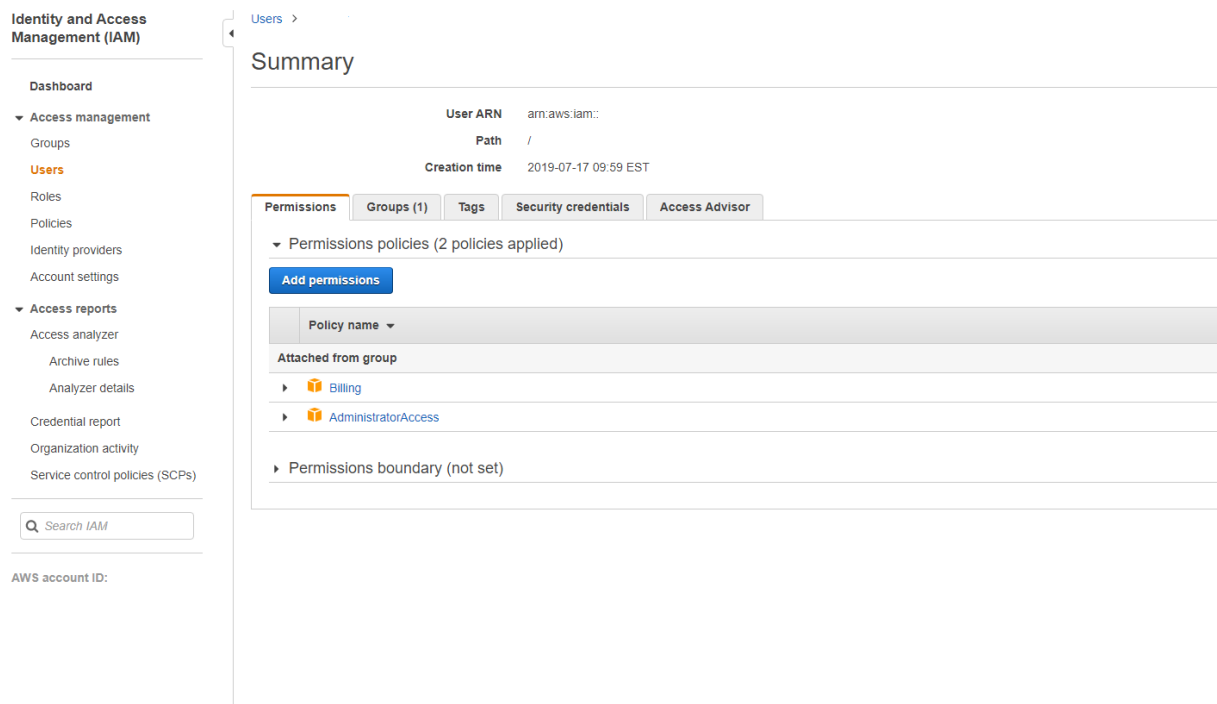 Identity and Access
Management (IAM)
Dashboard
Access management
Groups
Users
Roles
Policies
Identity providers
Account settings
Access reports
Access analyzer
Archive rules
Analyzer details
Credential report
Organization activity
Service control policies (SCPs)
Search IAM
AWS account ID:
Users >
Summary
User ARN arn:aws:iam::
Path /
Creation time 2019-07-17 09:59 EST
Permissions Groups (1) Tags Security credentials Access Advisor
Permissions policies (2 policies applied)
Add permissions
Policy name
Attached from group
Billing
AdministratorAccess
Permissions boundary (not set)